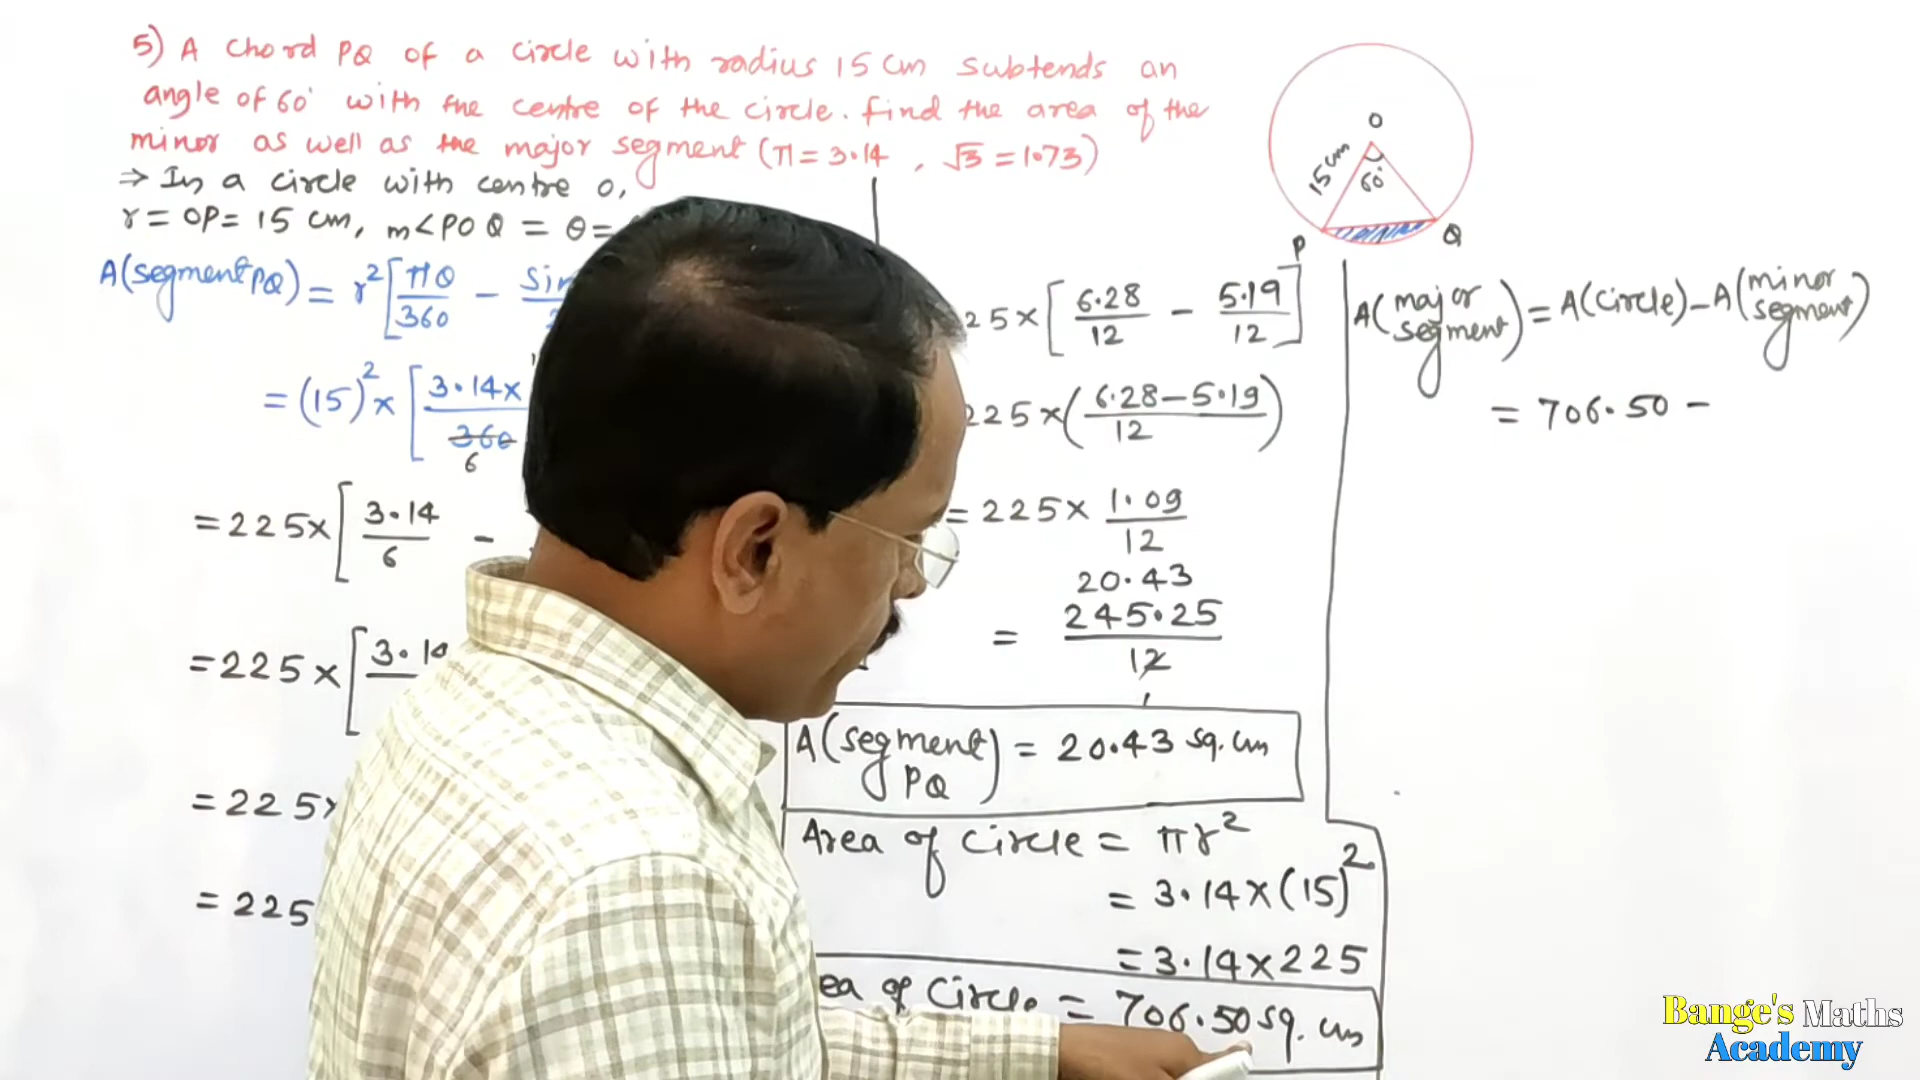 5) A chord PQ of a circle with radius 15 cm subtends an
angle of 60° with the centre of the circle. find the area of the
minor as well as the major segment (π = 3.14 , √3 = 1.73)
⇒ In a circle with centre O,
r = OP = 15 cm, m∠POQ = θ =
A(segment PQ) = r² [πθ/360 - sin
= (15)² × [3.14 ×/360
6
= 225 × [3.14/6 -
= 225 × [3.14
= 225 ×
= 225
25 × [6.28/12 - 5.19/12]
225 × (6.28 - 5.19/12)
= 225 × 1.09/12
20.43
= 245.25/12
1
A(segment PQ) = 20.43 sq. cm
Area of circle = πr²
= 3.14 × (15)²
= 3.14 × 225
ea of circle = 706.50 sq. cm
O
15 cm
60°
P
Q
A(major segment) = A(circle) - A(minor segment)
= 706.50 -
Bange's Maths
Academy